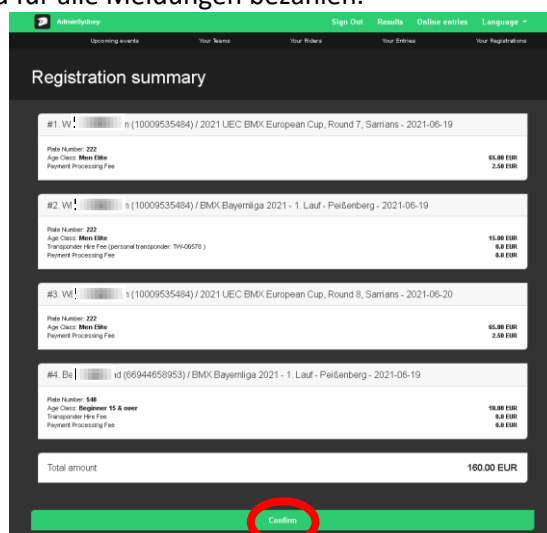 für alle Meldungen bezahlen.
AdminSydney Sign Out Results Online entries Language
Upcoming events Your Teams Your Riders Your Entries Your Registrations
Registration summary
#1. W n (10009535484) / 2021 UEC BMX European Cup, Round 7, Sarrians - 2021-06-19
Plate Number: 222
Age Class: Men Elite 65.00 EUR
Payment Processing Fee 2.50 EUR
#2. W n (10009535484) / BMX Bayernliga 2021 - 1. Lauf - Peißenberg - 2021-06-19
Plate Number: 222
Age Class: Men Elite 15.00 EUR
Transponder Hire Fee (personal transponder: TW-06578 ) 0.0 EUR
Payment Processing Fee 0.0 EUR
#3. W n (10009535484) / 2021 UEC BMX European Cup, Round 8, Sarrians - 2021-06-20
Plate Number: 222
Age Class: Men Elite 65.00 EUR
Payment Processing Fee 2.50 EUR
#4. Be nd (66944658953) / BMX Bayernliga 2021 - 1. Lauf - Peißenberg - 2021-06-19
Plate Number: 548
Age Class: Beginner 15 & over 10.00 EUR
Transponder Hire Fee 0.0 EUR
Payment Processing Fee 0.0 EUR
Total amount 160.00 EUR
Confirm